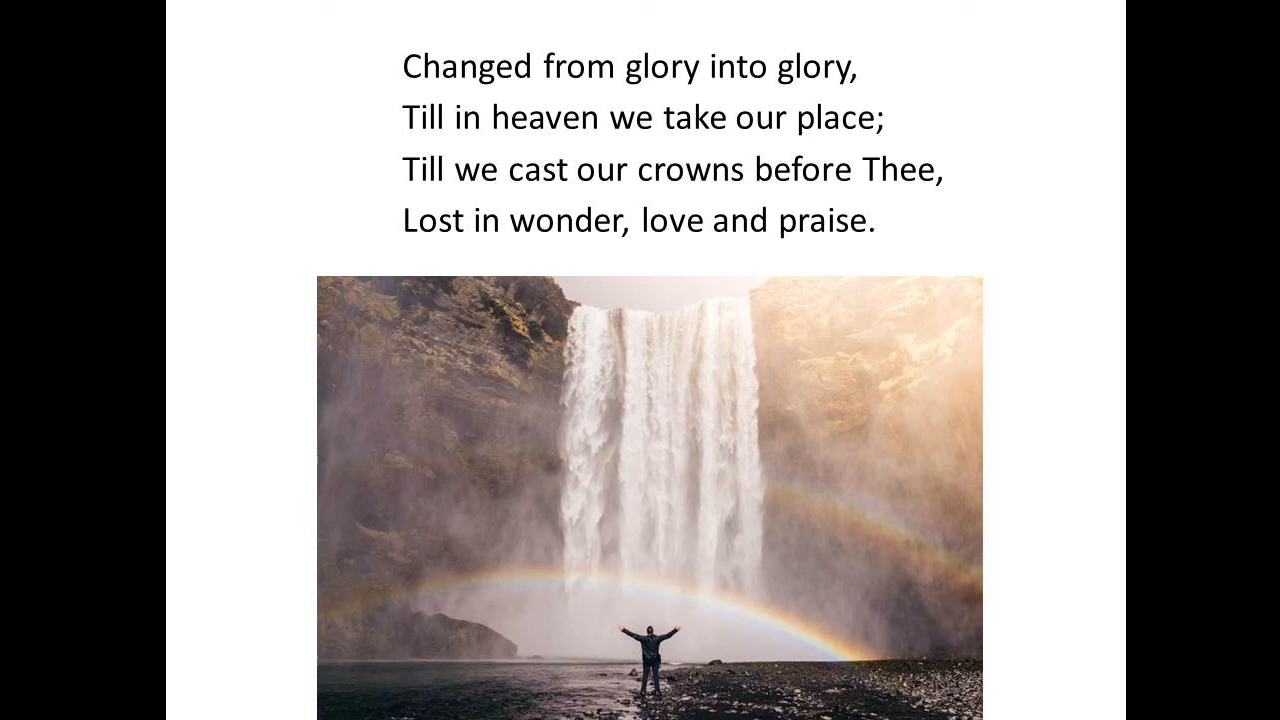 Changed from glory into glory,
Till in heaven we take our place;
Till we cast our crowns before Thee,
Lost in wonder, love and praise.